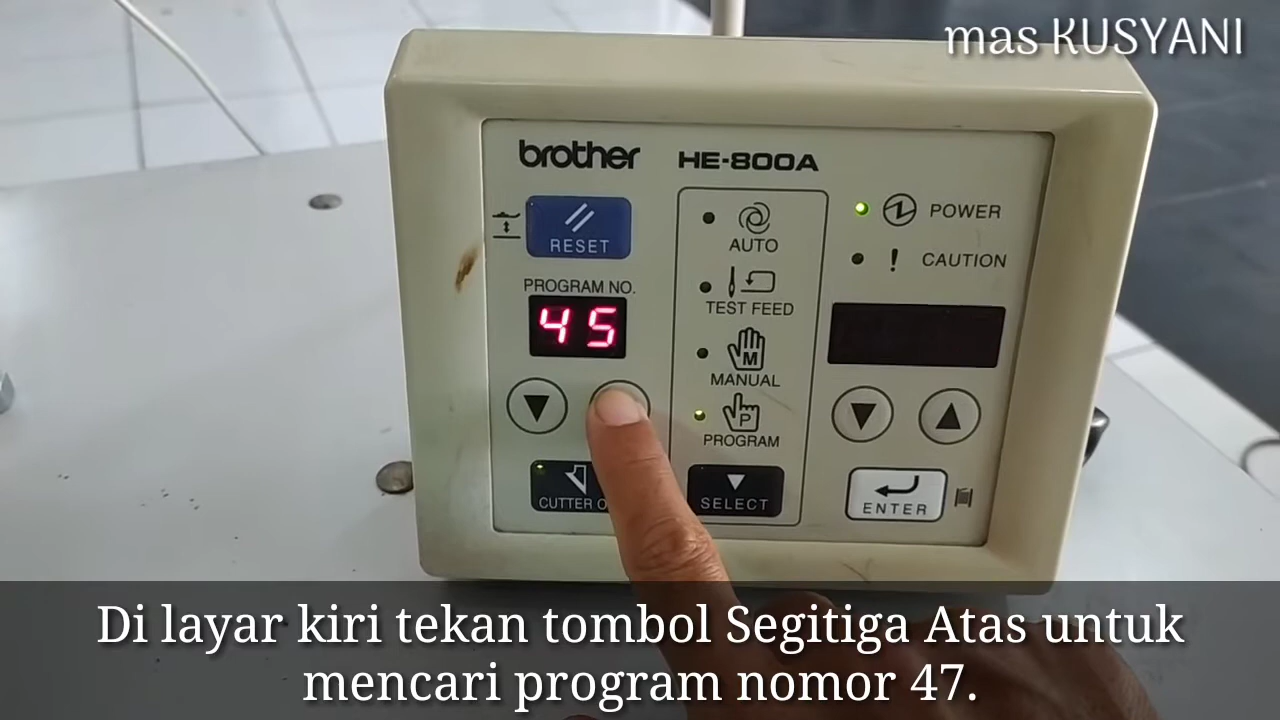 mas KUSYANI
brother
HE-800A
RESET
PROGRAM NO.
45
AUTO
TEST FEED
M
MANUAL
P
PROGRAM
POWER
!
CAUTION
CUTTER
SELECT
ENTER
Di layar kiri tekan tombol Segitiga Atas untuk
mencari program nomor 47.